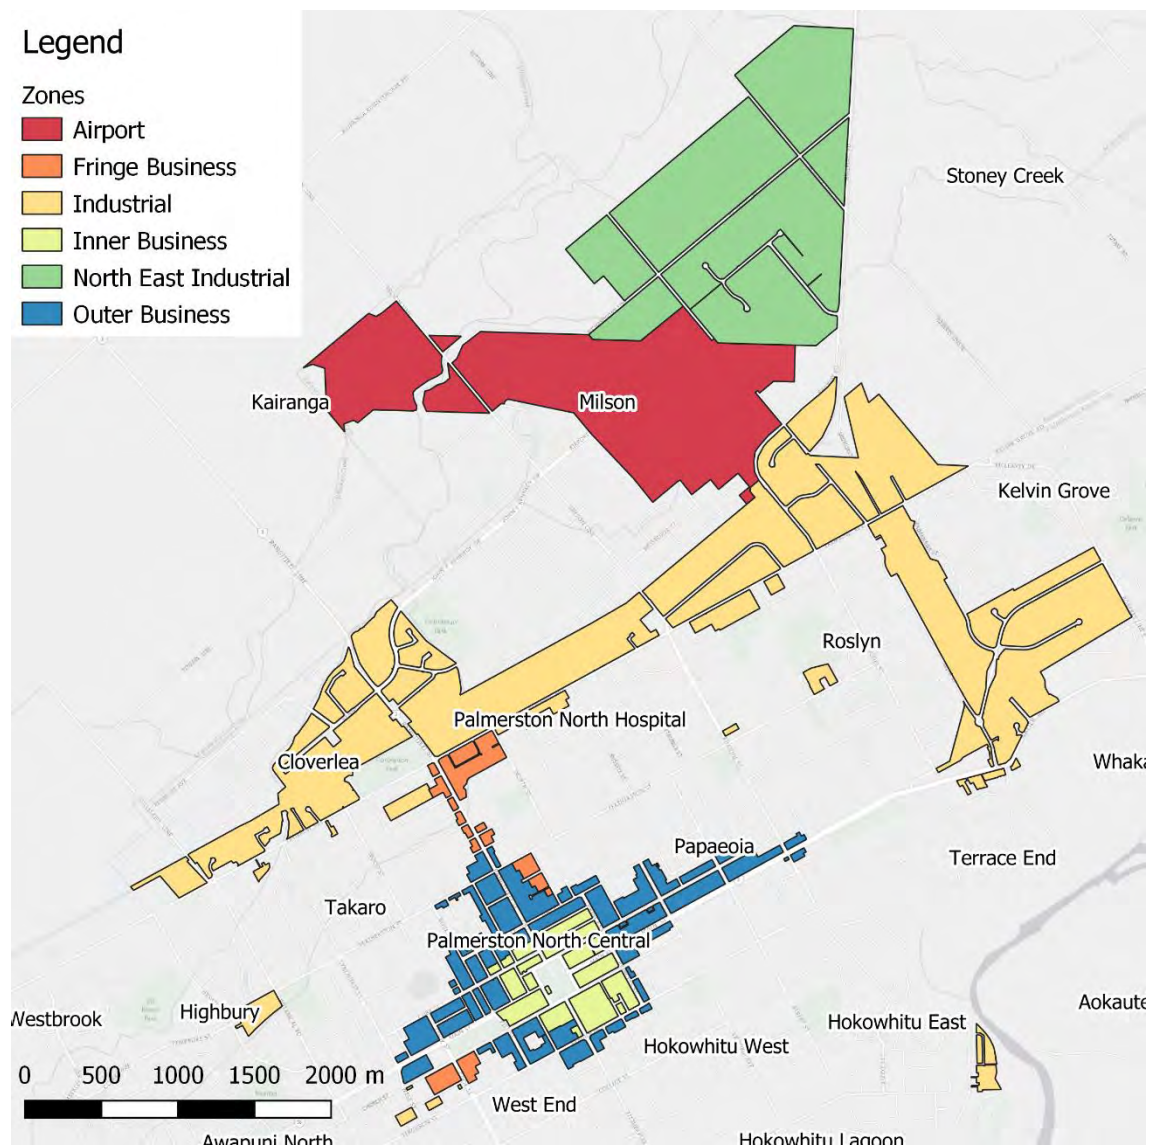 Legend
Zones
Airport
Fringe Business
Industrial
Inner Business
North East Industrial
Outer Business
Stoney Creek
Kairanga
Milson
Kelvin Grove
Roslyn
Palmerston North Hospital
Cloverlea
Whaka
Papaeoia
Terrace End
Takaro
Palmerston North Central
Aokaute
Highbury
Westbrook
Hokowhitu East
Hokowhitu West
0 500 1000 1500 2000 m
West End
Awapuni North
Hokowhitu Lagoon